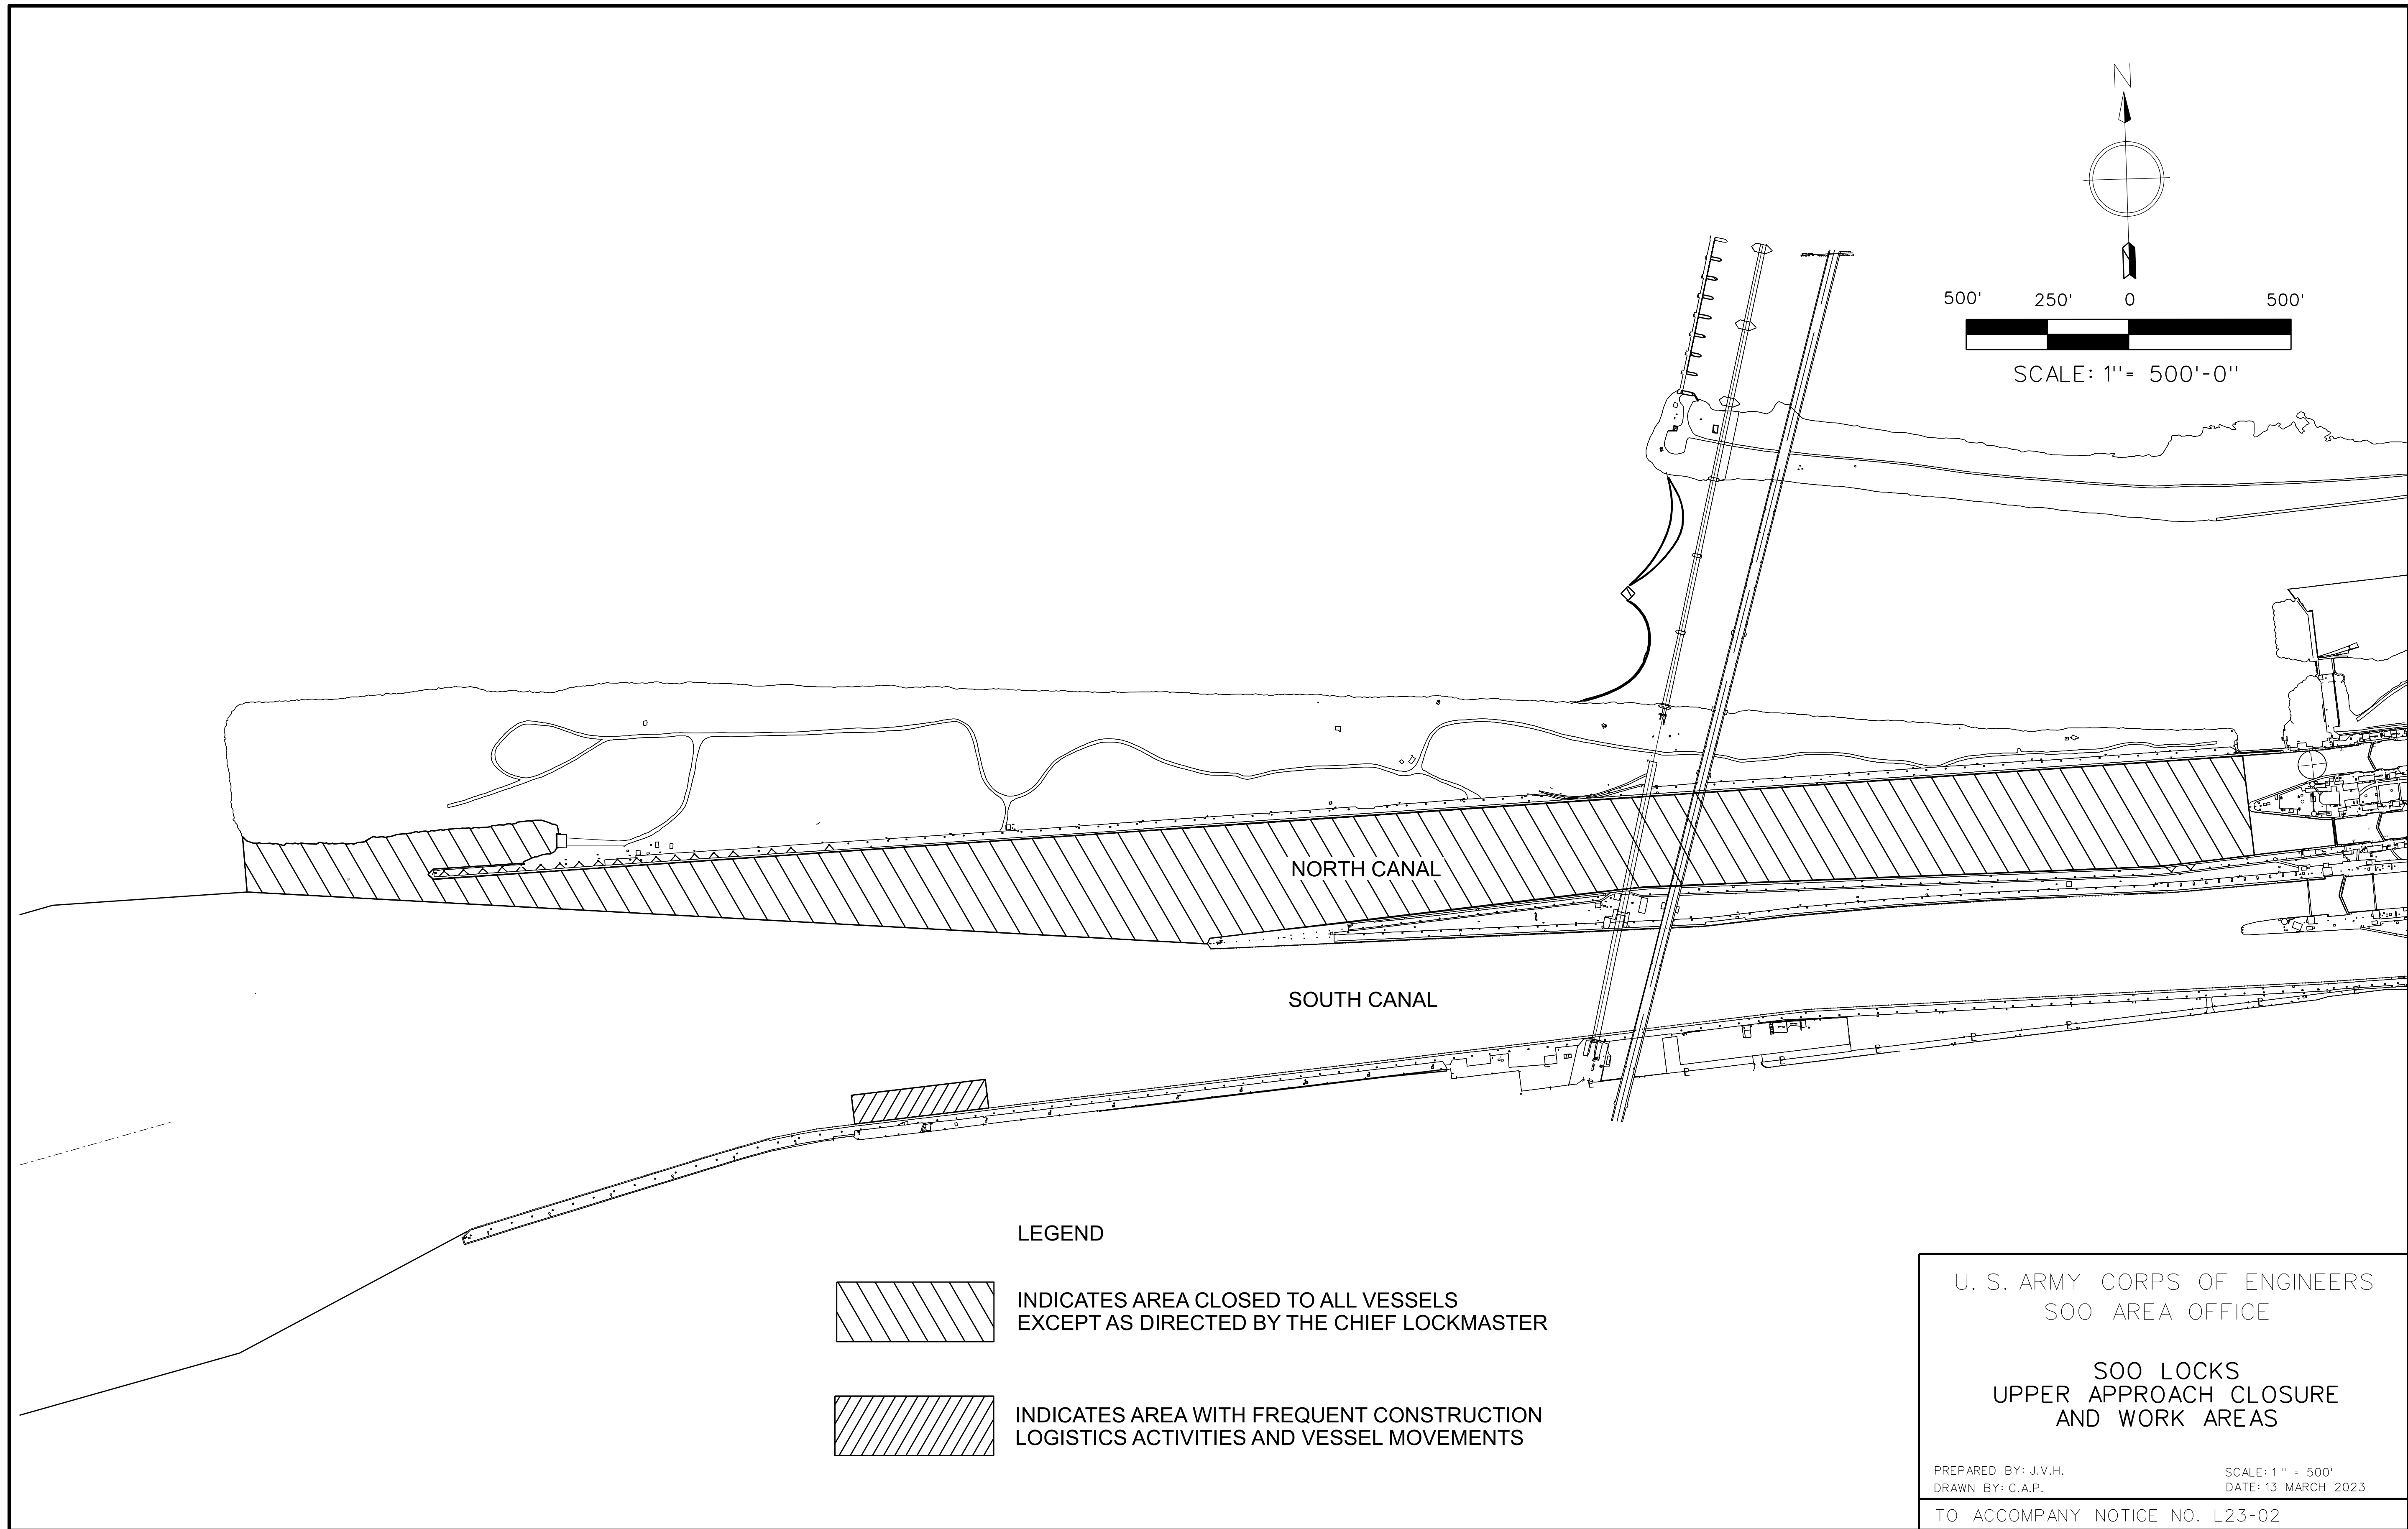 N
500' 250' 0 500'
SCALE: 1"= 500'-0"
NORTH CANAL
SOUTH CANAL
LEGEND
INDICATES AREA CLOSED TO ALL VESSELS
EXCEPT AS DIRECTED BY THE CHIEF LOCKMASTER
INDICATES AREA WITH FREQUENT CONSTRUCTION
LOGISTICS ACTIVITIES AND VESSEL MOVEMENTS
U. S. ARMY CORPS OF ENGINEERS
SOO AREA OFFICE
SOO LOCKS
UPPER APPROACH CLOSURE
AND WORK AREAS
PREPARED BY: J.V.H. SCALE: 1 " = 500'
DRAWN BY: C.A.P. DATE: 13 MARCH 2023
TO ACCOMPANY NOTICE NO. L23-02